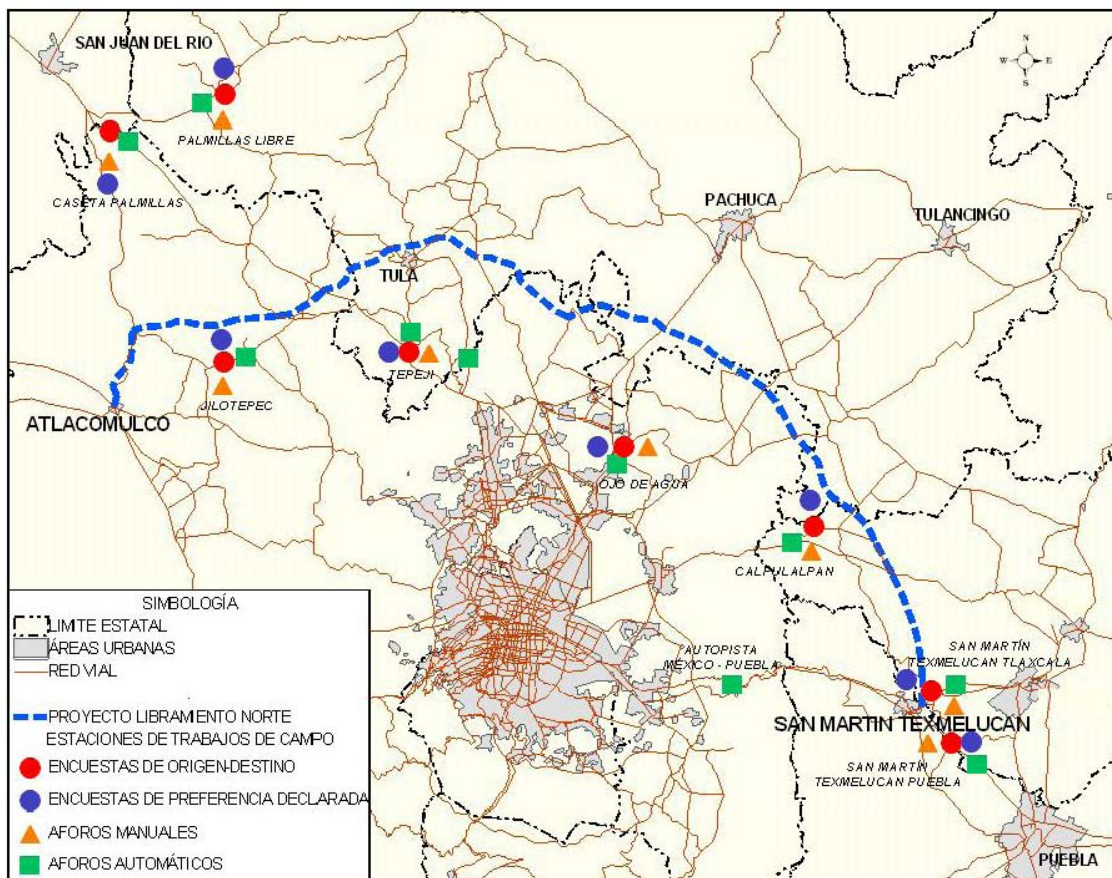 SAN JUAN DEL RIO
N
W E
S
PALMILLAS LIBRE
CASETA PALMILLAS
PACHUCA
TULANCINGO
TULA
TEPEJI
JILOTEPEC
ATLACOMULCO
OJO DE AGUA
CALPULALPAN
SIMBOLOGÍA
LIMITE ESTATAL
ÁREAS URBANAS
RED VIAL
PROYECTO LIBRAMIENTO NORTE
ESTACIONES DE TRABAJOS DE CAMPO
ENCUESTAS DE ORIGEN-DESTINO
ENCUESTAS DE PREFERENCIA DECLARADA
AFOROS MANUALES
AFOROS AUTOMÁTICOS
AUTOPISTA
MÉXICO - PUEBLA
SAN MARTÍN
TEXMELUCAN TLAXCALA
SAN MARTIN TEXMELUCAN
SAN MARTÍN
TEXMELUCAN PUEBLA
PUEBLA